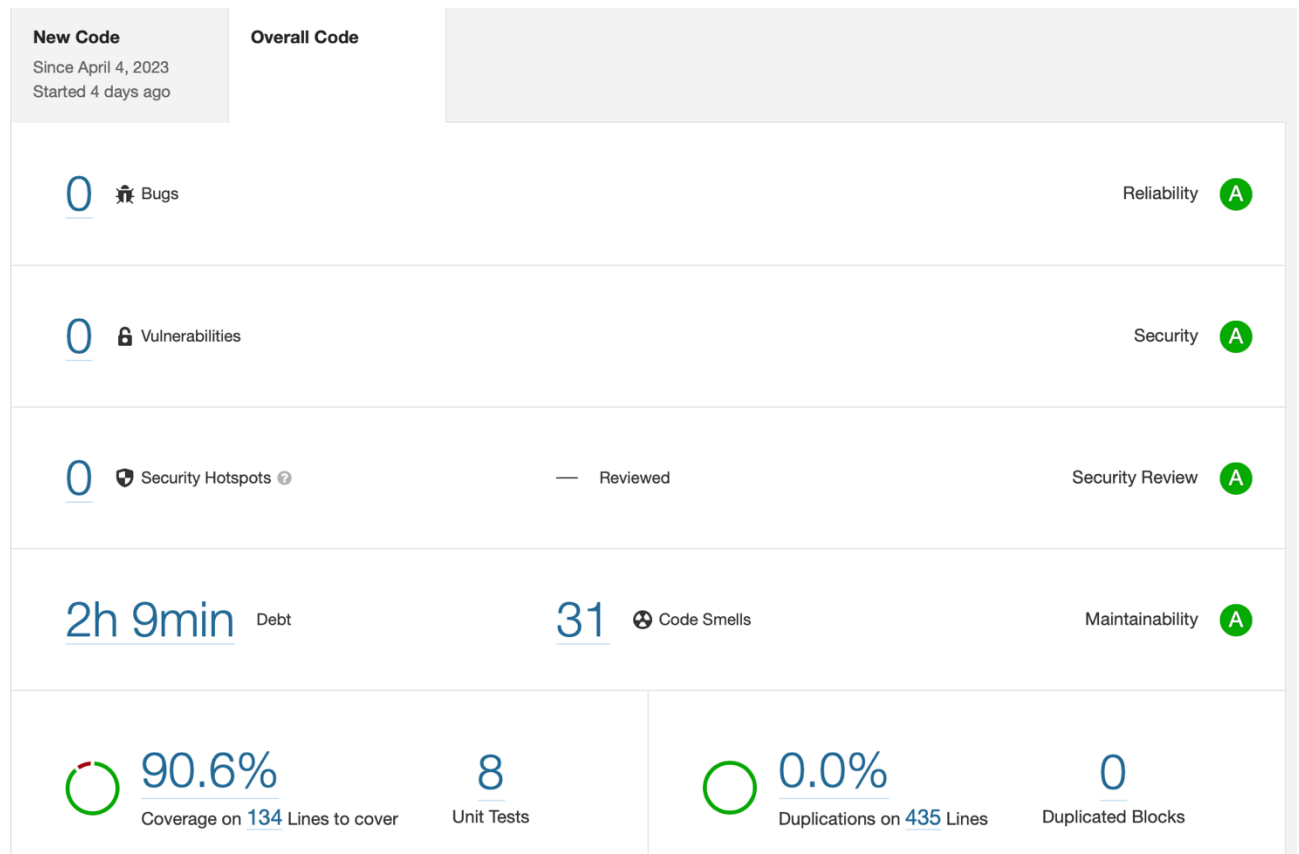 New Code
Since April 4, 2023
Started 4 days ago
Overall Code
0 Bugs
Reliability A
0 Vulnerabilities
Security A
0 Security Hotspots ?
— Reviewed
Security Review A
2h 9min Debt
31 Code Smells
Maintainability A
90.6%
Coverage on 134 Lines to cover
8
Unit Tests
0.0%
Duplications on 435 Lines
0
Duplicated Blocks